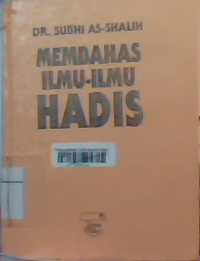 DR. SUBHI AS-SHALIH
MEMBAHAS
ILMU-ILMU
HADIS